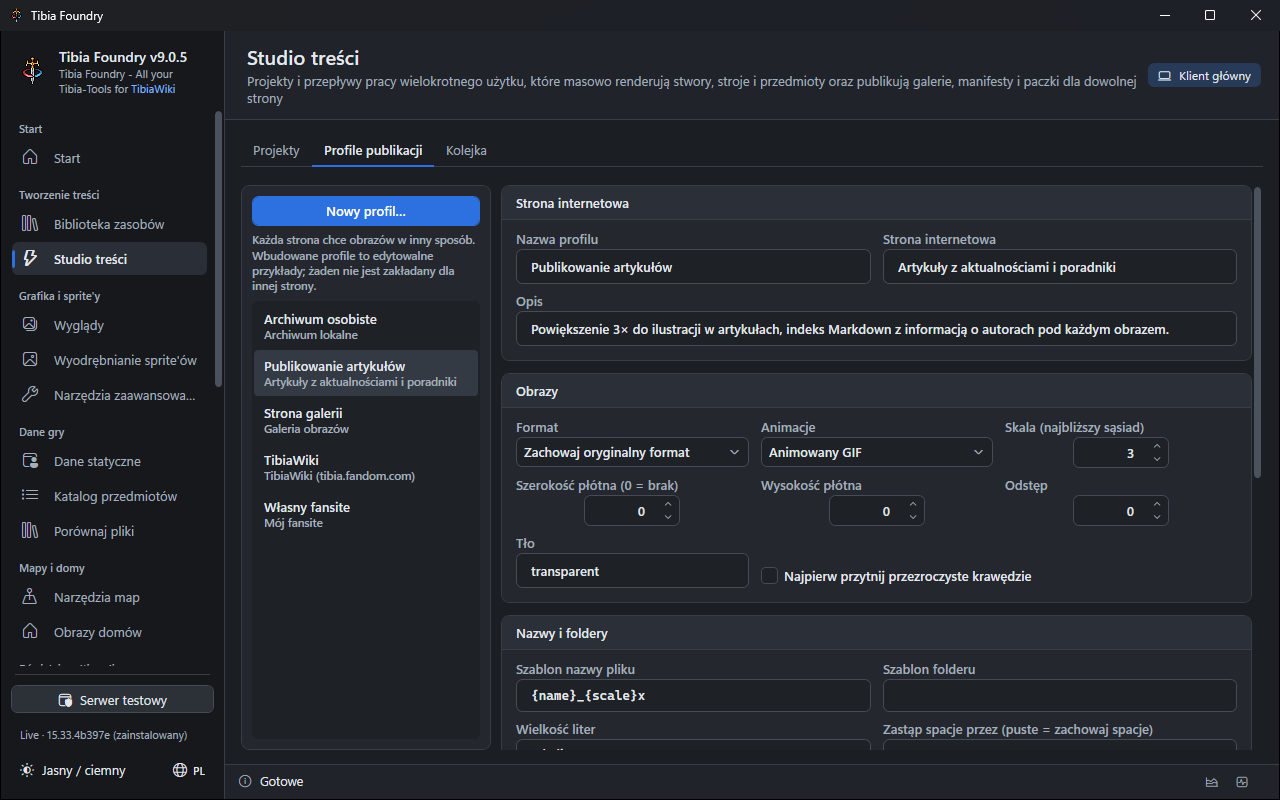 Tibia Foundry
Tibia Foundry v9.0.5
Tibia Foundry - All your
Tibia-Tools for TibiaWiki
Start
Start
Tworzenie treści
Biblioteka zasobów
Studio treści
Grafika i sprite'y
Wyglądy
Wyodrębnianie sprite'ów
Narzędzia zaawansowa...
Dane gry
Dane statyczne
Katalog przedmiotów
Porównaj pliki
Mapy i domy
Narzędzia map
Obrazy domów
Serwer testowy
Live · 15.33.4b397e (zainstalowany)
Jasny / ciemny
PL
Studio treści
Projekty i przepływy pracy wielokrotnego użytku, które masowo renderują stwory, stroje i przedmioty oraz publikują galerie, manifesty i paczki dla dowolnej
strony
Klient główny
Projekty
Profile publikacji
Kolejka
Nowy profil...
Każda strona chce obrazów w inny sposób.
Wbudowane profile to edytowalne
przykłady; żaden nie jest zakładany dla
innej strony.
Archiwum osobiste
Archiwum lokalne
Publikowanie artykułów
Artykuły z aktualnościami i poradniki
Strona galerii
Galeria obrazów
TibiaWiki
TibiaWiki (tibia.fandom.com)
Własny fansite
Mój fansite
Strona internetowa
Nazwa profilu
Strona internetowa
Publikowanie artykułów
Artykuły z aktualnościami i poradniki
Opis
Powiększenie 3× do ilustracji w artykułach, indeks Markdown z informacją o autorach pod każdym obrazem.
Obrazy
Format
Animacje
Skala (najbliższy sąsiad)
Zachowaj oryginalny format
Animowany GIF
3
Szerokość płótna (0 = brak)
Wysokość płótna
Odstęp
0
0
0
Tło
transparent
Najpierw przytnij przezroczyste krawędzie
Nazwy i foldery
Szablon nazwy pliku
Szablon folderu
{name}_{scale}x
Wielkość liter
Zastąp spacje przez (puste = zachowaj spacje)
Gotowe